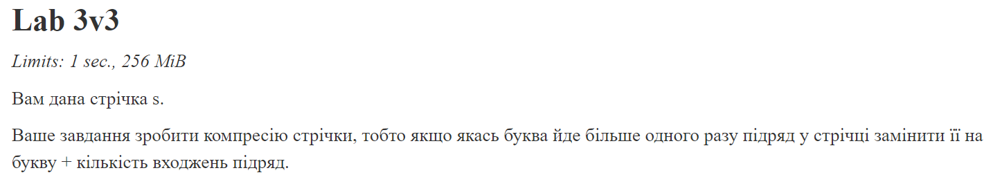 Lab 3v3
Limits: 1 sec., 256 MiB
Вам дана стрічка s.
Ваше завдання зробити компресію стрічки, тобто якщо якась буква йде більше одного разу підряд у стрічці замінити її на
букву + кількість входжень підряд.